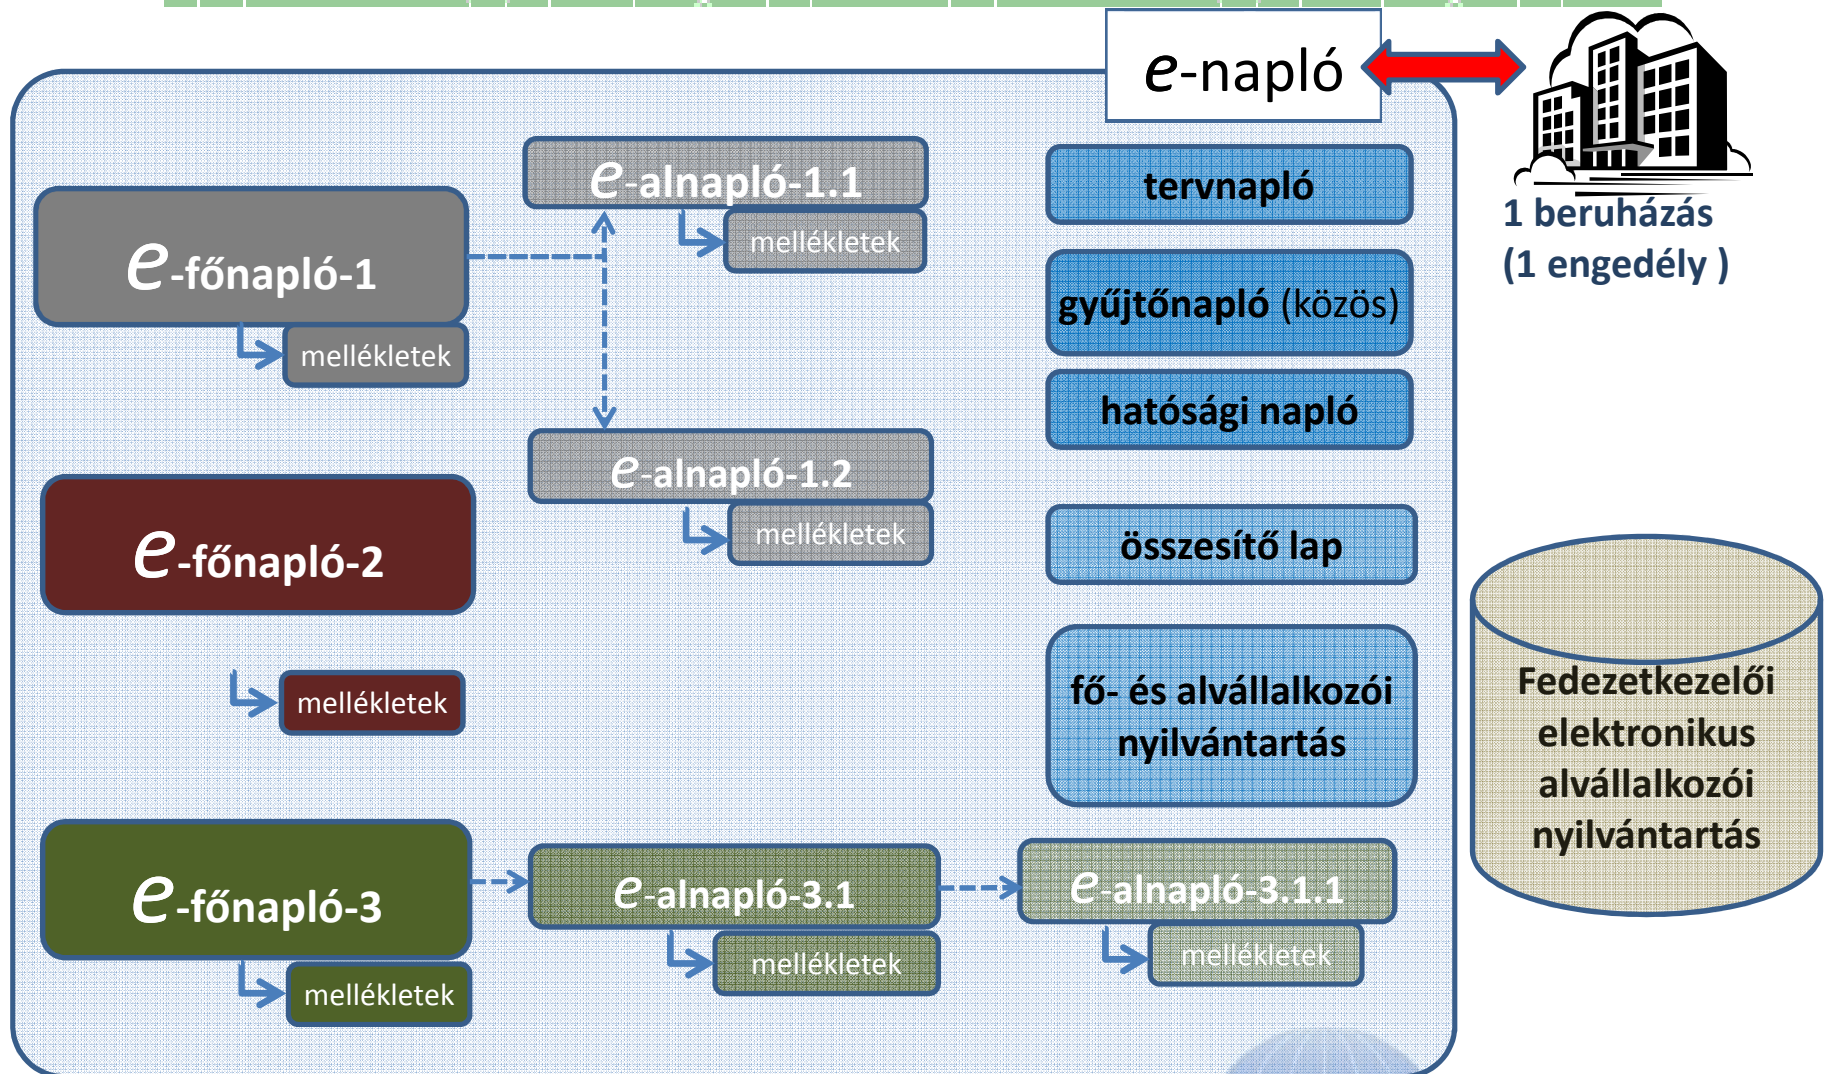 e-napló
1 beruházás
(1 engedély )
e-főnapló-1
mellékletek
e-alnapló-1.1
mellékletek
e-alnapló-1.2
mellékletek
tervnapló
gyűjtőnapló (közös)
hatósági napló
összesítő lap
fő- és alvállalkozói
nyilvántartás
e-főnapló-2
mellékletek
e-főnapló-3
mellékletek
e-alnapló-3.1
mellékletek
e-alnapló-3.1.1
mellékletek
Fedezetkezelői
elektronikus
alvállalkozói
nyilvántartás